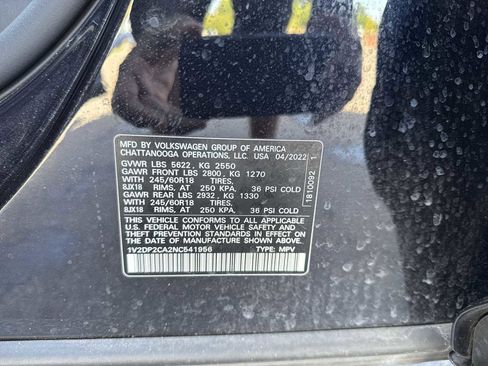 MFD BY VOLKSWAGEN GROUP OF AMERICA
CHATTANOOGA OPERATIONS, LLC. USA 04/2022
GVWR LBS 5622, KG 2550
GAWR FRONT LBS 2800, KG 1270
WITH 245/60R18 TIRES,
8JX18 RIMS, AT 250 KPA, 36 PSI COLD
GAWR REAR LBS 2932, KG 1330
WITH 245/60R18 TIRES,
8JX18 RIMS, AT 250 KPA, 36 PSI COLD
THIS VEHICLE CONFORMS TO ALL APPLICABLE
U.S. FEDERAL MOTOR VEHICLE SAFETY AND
THEFT PREVENTION STANDARDS IN EFFECT ON
THE DATE OF MANUFACTURE SHOWN ABOVE.
1V2DP2CA2NC541956 TYPE: MPV
1810092 1